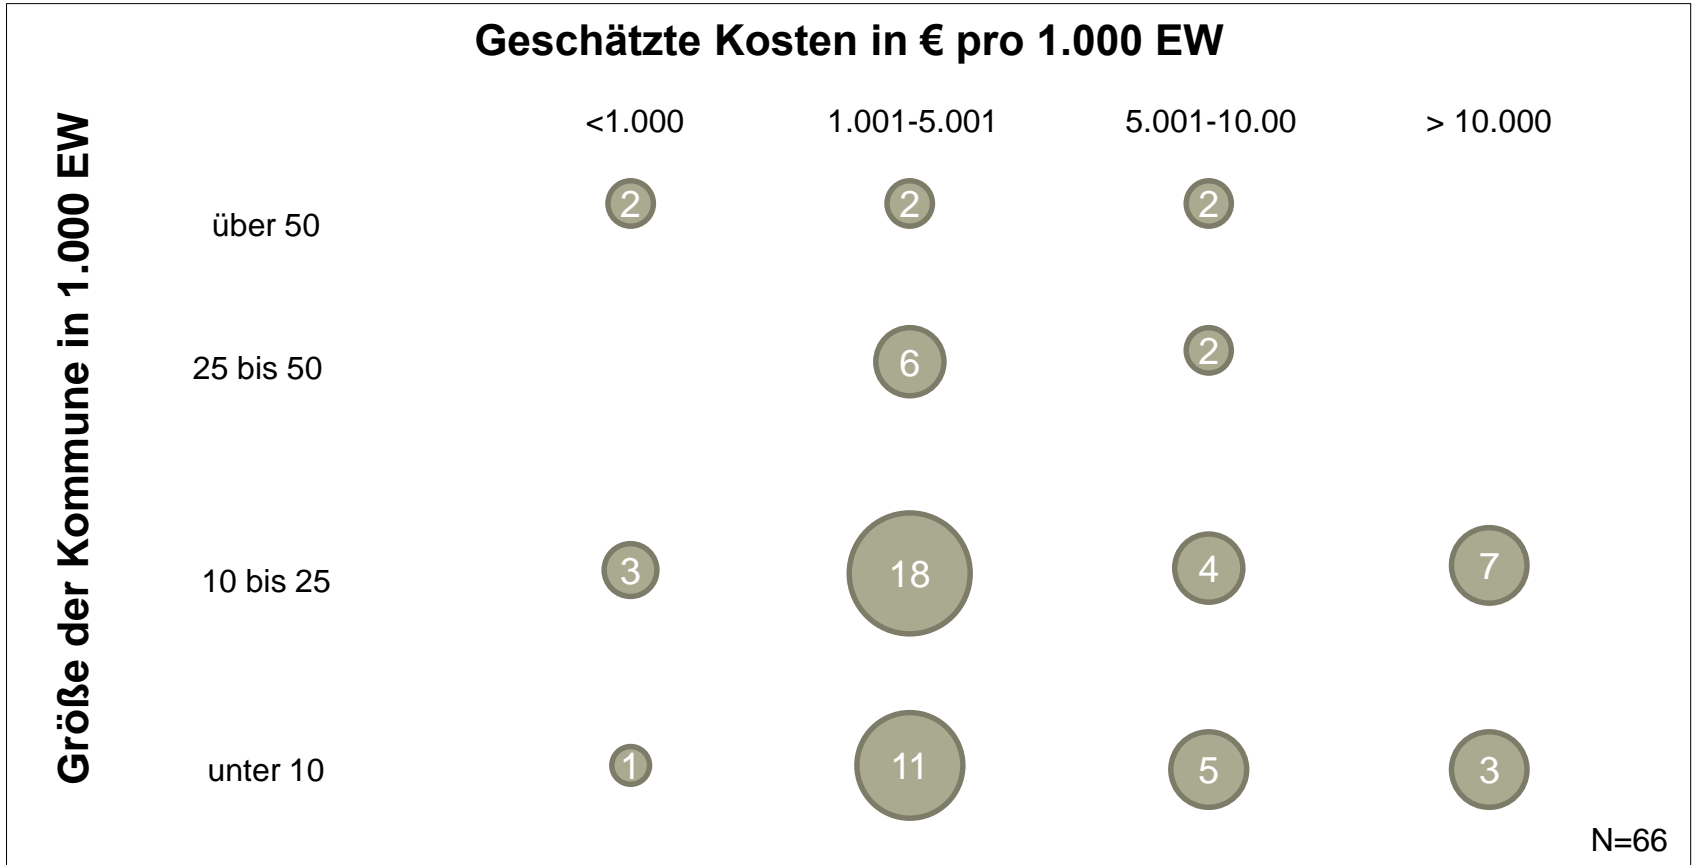 Geschätzte Kosten in € pro 1.000 EW
Größe der Kommune in 1.000 EW
<1.000 1.001-5.001 5.001-10.00 > 10.000
über 50 2 2 2
25 bis 50 6 2
10 bis 25 3 18 4 7
unter 10 1 11 5 3
N=66